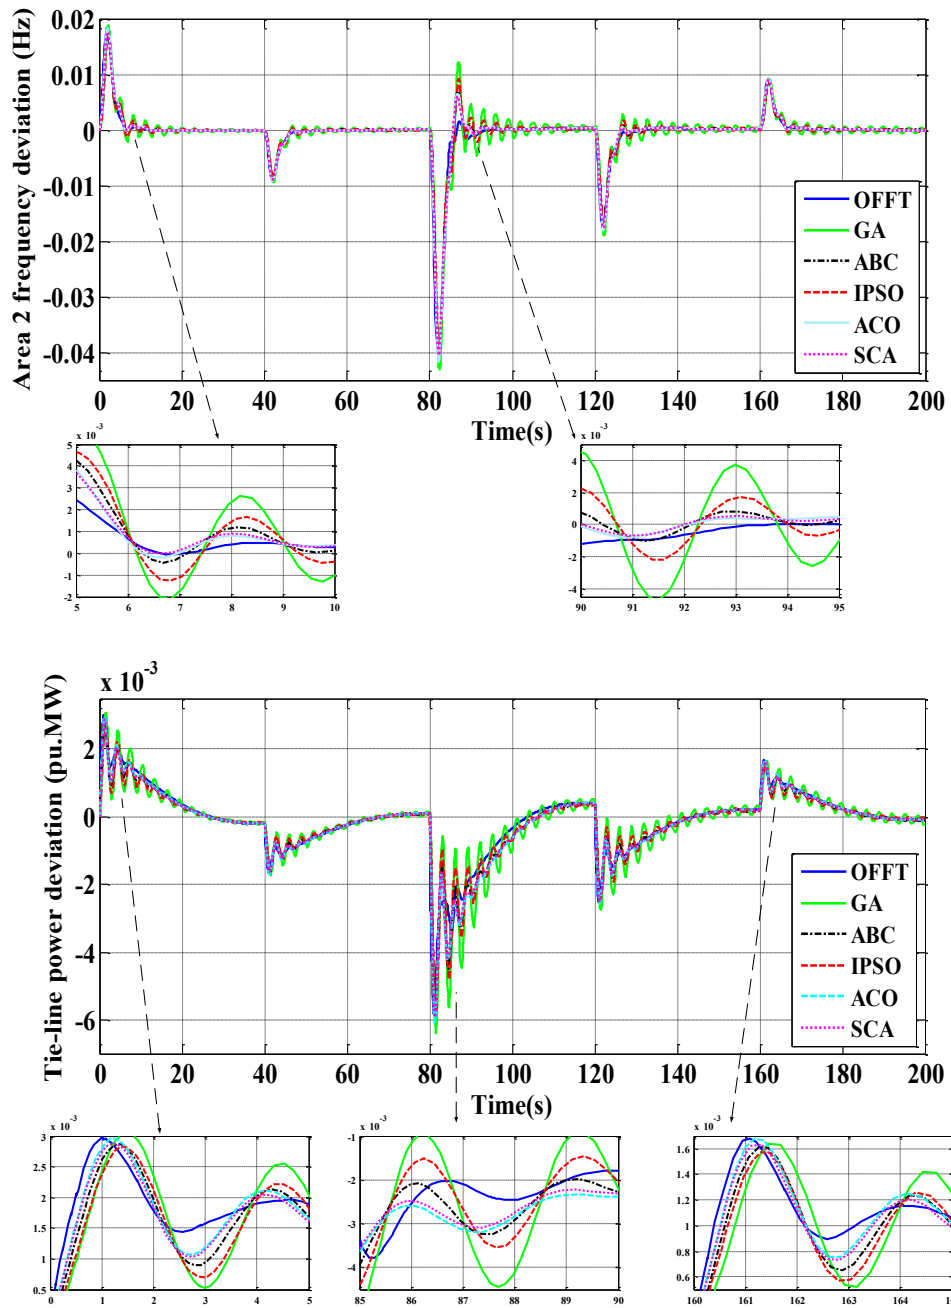 Area 2 frequency deviation (Hz)
0.02
0.01
0
-0.01
-0.02
-0.03
-0.04
OFFT
GA
ABC
IPSO
ACO
SCA
0 20 40 60 80 100 120 140 160 180 200
Time(s)
x 10^-3
5
4
3
2
1
0
-1
-2
5 6 7 8 9 10
x 10^-3
4
2
0
-2
-4
90 91 92 93 94 95
Tie-line power deviation (pu.MW)
x 10^-3
2
0
-2
-4
-6
OFFT
GA
ABC
IPSO
ACO
SCA
0 20 40 60 80 100 120 140 160 180 200
Time(s)
x 10^-3
3
2.5
2
1.5
1
0.5
0 1 2 3 4 5
x 10^-3
-1
-2
-3
-4
85 86 87 88 89 90
x 10^-3
1.6
1.4
1.2
1
0.8
0.6
160 161 162 163 164